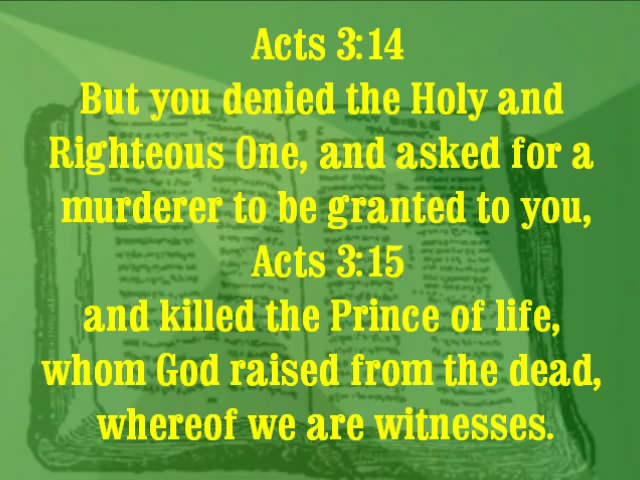 Acts 3:14
But you denied the Holy and
Righteous One, and asked for a
murderer to be granted to you,
Acts 3:15
and killed the Prince of life,
whom God raised from the dead,
whereof we are witnesses.